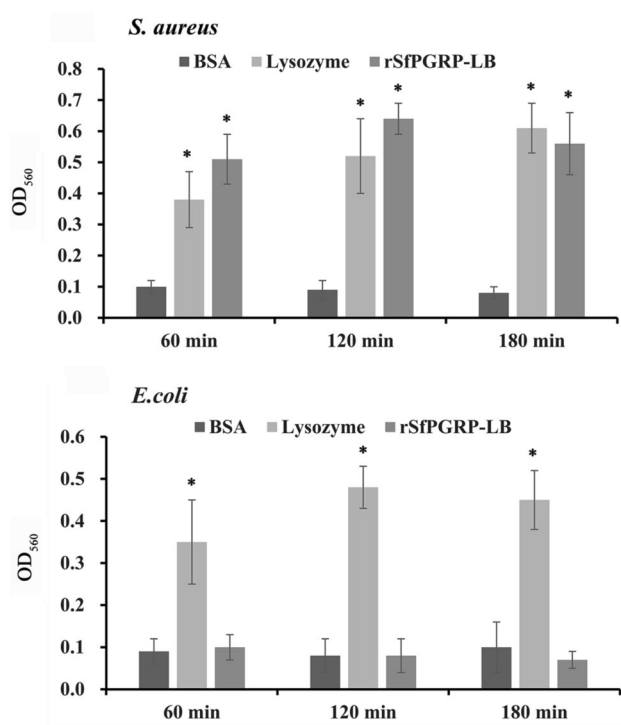 S. aureus
BSA Lysozyme rSfPGRP-LB
0.8
0.7
0.6
0.5
0.4
0.3
0.2
0.1
0.0
OD560
* * * * * *
60 min 120 min 180 min
E.coli
BSA Lysozyme rSfPGRP-LB
0.6
0.5
0.4
0.3
0.2
0.1
0.0
OD560
* * *
60 min 120 min 180 min